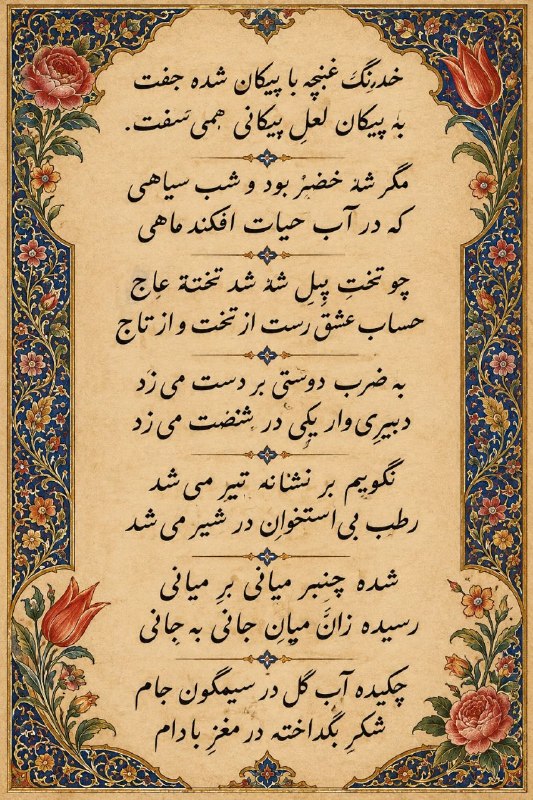 خدنگ غنچه با پیکان شده جفت
به پیکان لعلِ پیکانی همی سفت.
مگر شهٔ خضر بود و شب سیاهی
که در آب حیات افکند ماهی
چو تختِ پیلِ شهٔ شد تختهٔ عاج
حساب عشق رست از تخت و از تاج
به ضرب دوستی بر دست می زد
دبیری وار یکی در شصت می زد
نگویم بر نشانه تیر می شد
رطب بی استخوان در شیر می شد
شده چنبر میانی برِ میانی
رسیده زان میانِ جانی به جانی
چکیده آب گل در سیمگون جام
شکرِ بگداخته در مغزِ بادام